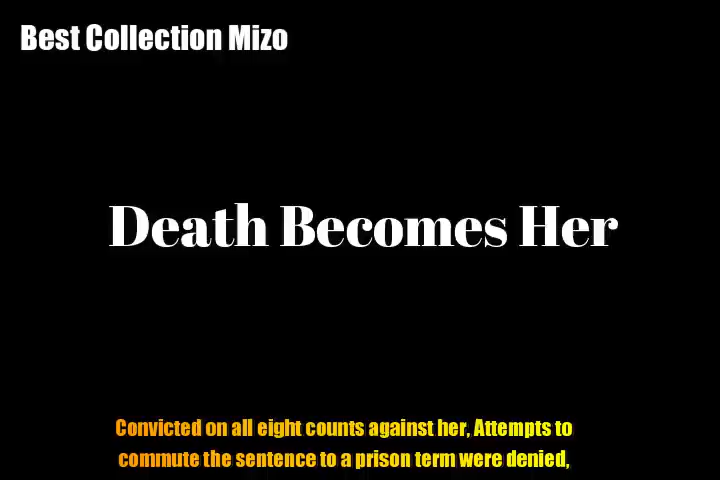 Best Collection Mizo
Death Becomes Her
Convicted on all eight counts against her, Attempts to
commute the sentence to a prison term were denied,